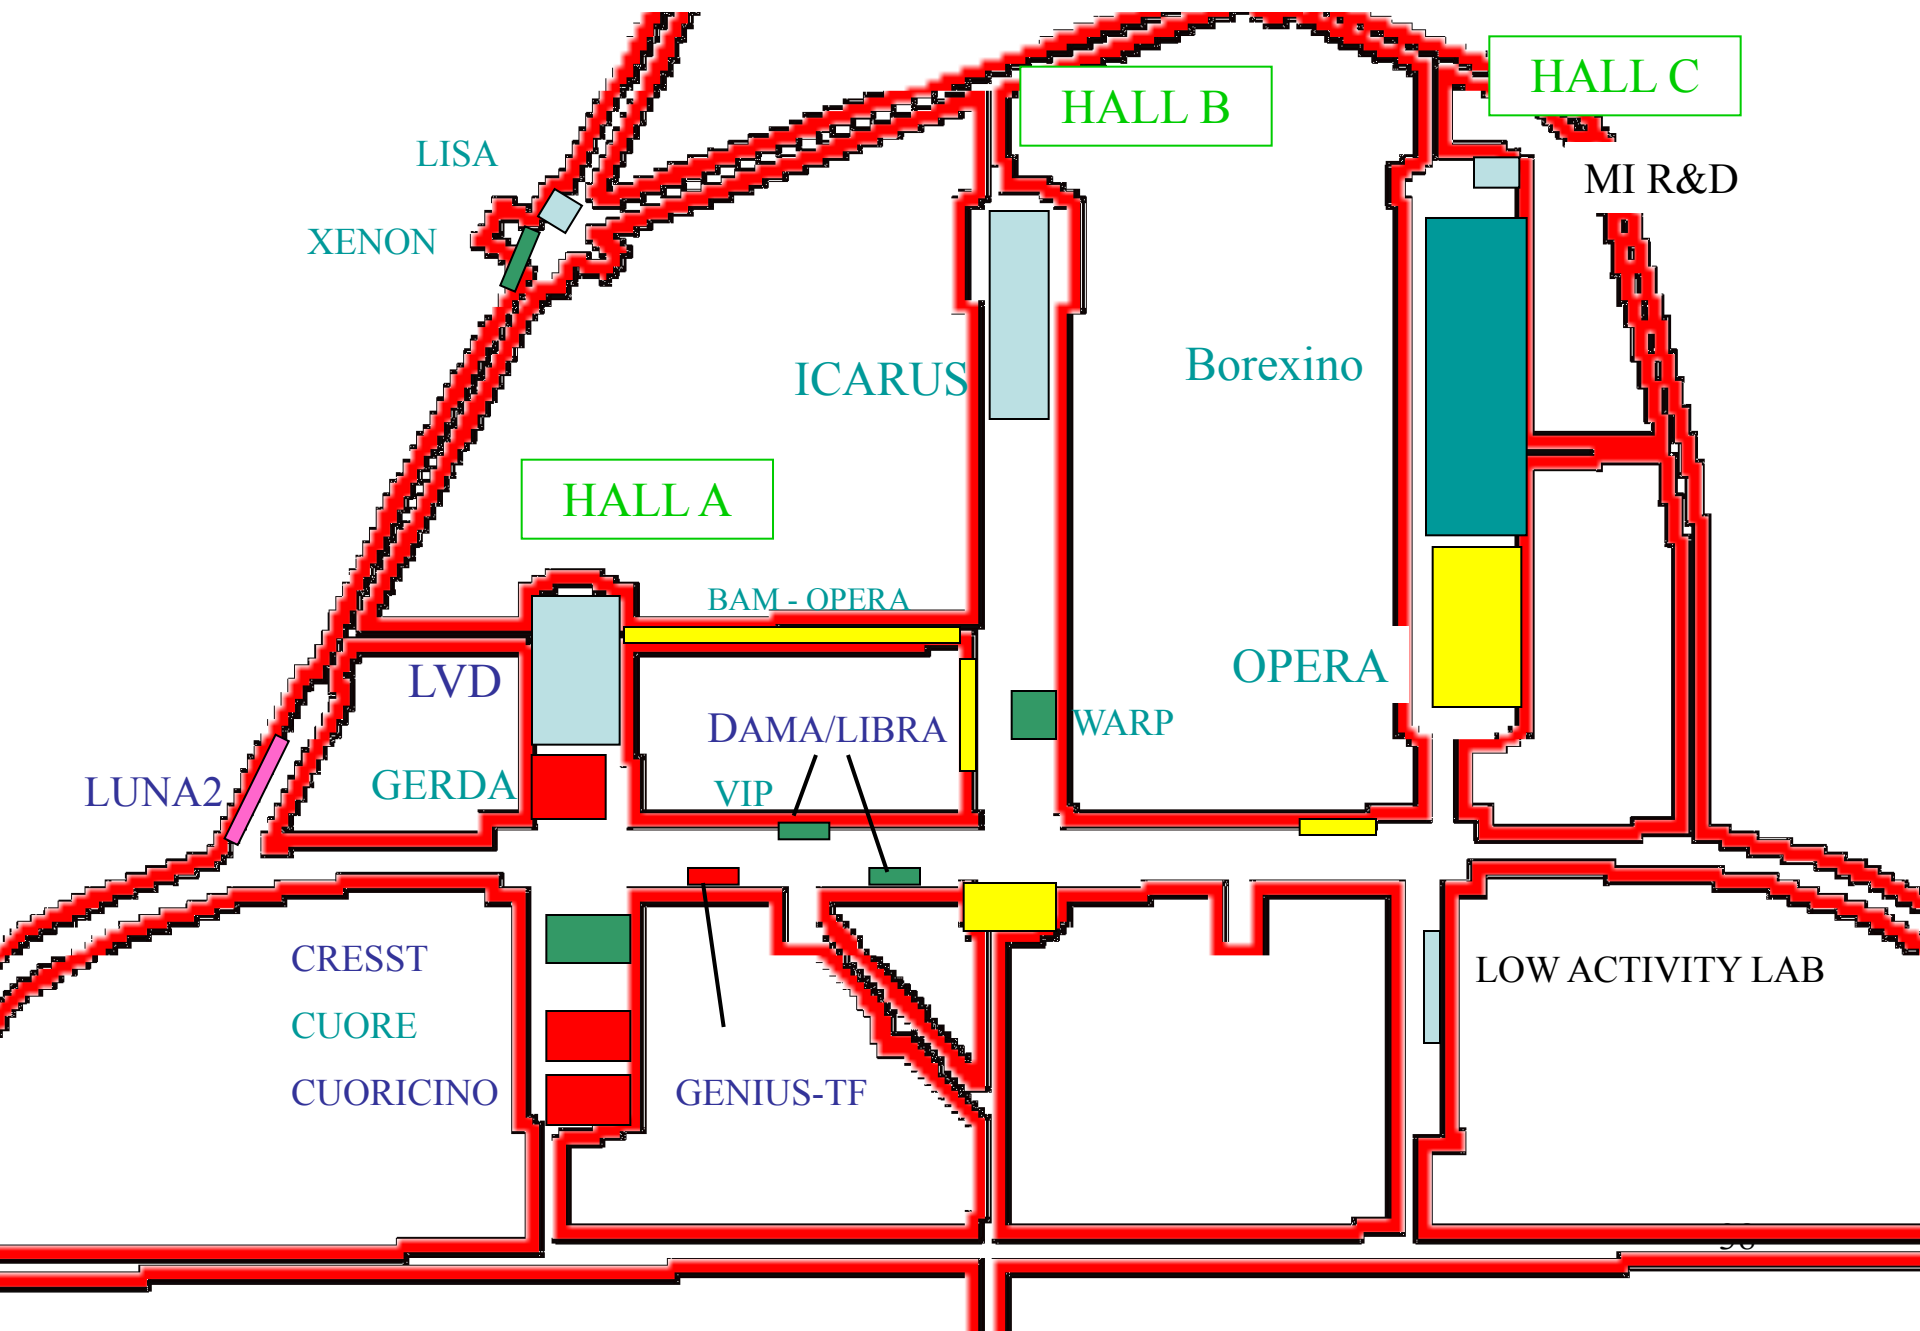 HALL C
HALL B
LISA
MI R&D
XENON
ICARUS
Borexino
HALL A
BAM - OPERA
LVD
OPERA
DAMA/LIBRA
WARP
LUNA2
GERDA
VIP
CRESST
LOW ACTIVITY LAB
CUORE
CUORICINO
GENIUS-TF